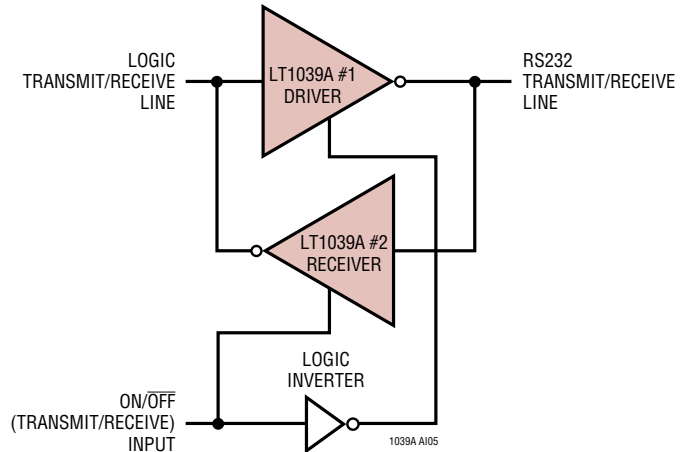 LOGIC
TRANSMIT/RECEIVE
LINE
LT1039A #1
DRIVER
RS232
TRANSMIT/RECEIVE
LINE
LT1039A #2
RECEIVER
LOGIC
INVERTER
ON/OFF
(TRANSMIT/RECEIVE)
INPUT
1039A AI05